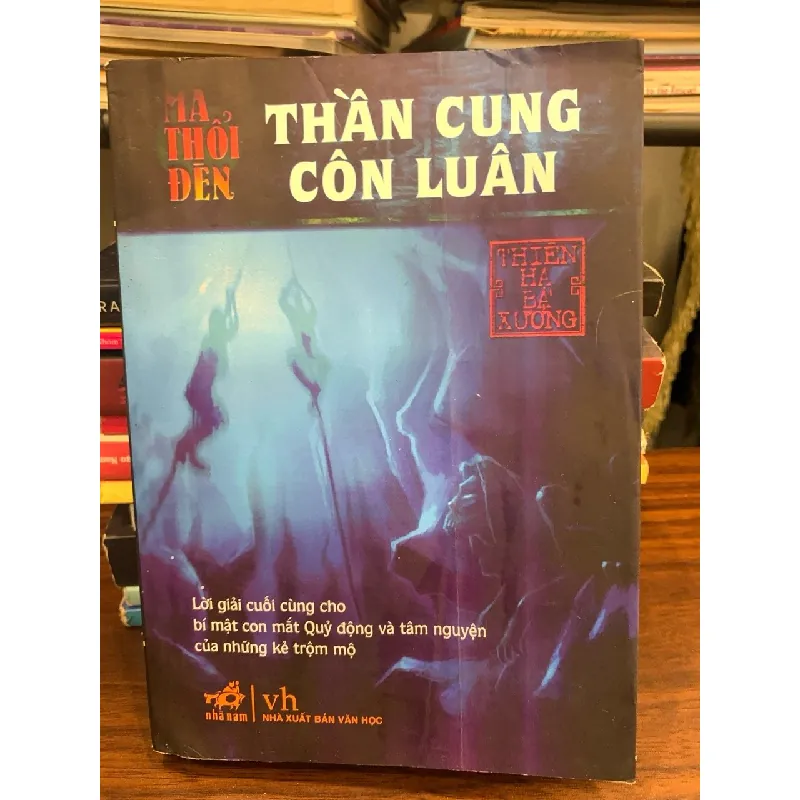 MA
THỔI
ĐÈN
THẦN CUNG
CÔN LUÂN
THIÊN
HẠ
BÁ
XƯỚNG
Lời giải cuối cùng cho
bí mật con mắt Quỷ động và tâm nguyện
của những kẻ trộm mộ
nhã nam
vh
NHÀ XUẤT BẢN VĂN HỌC